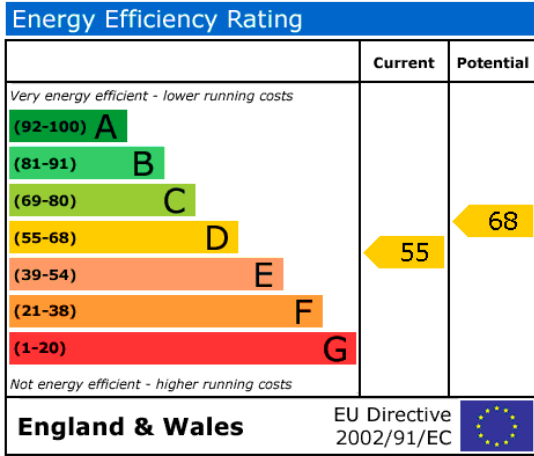 Energy Efficiency Rating
Current Potential
Very energy efficient - lower running costs
(92-100) A
(81-91) B
(69-80) C
(55-68) D
(39-54) E
(21-38) F
(1-20) G
68
55
Not energy efficient - higher running costs
England & Wales
EU Directive
2002/91/EC